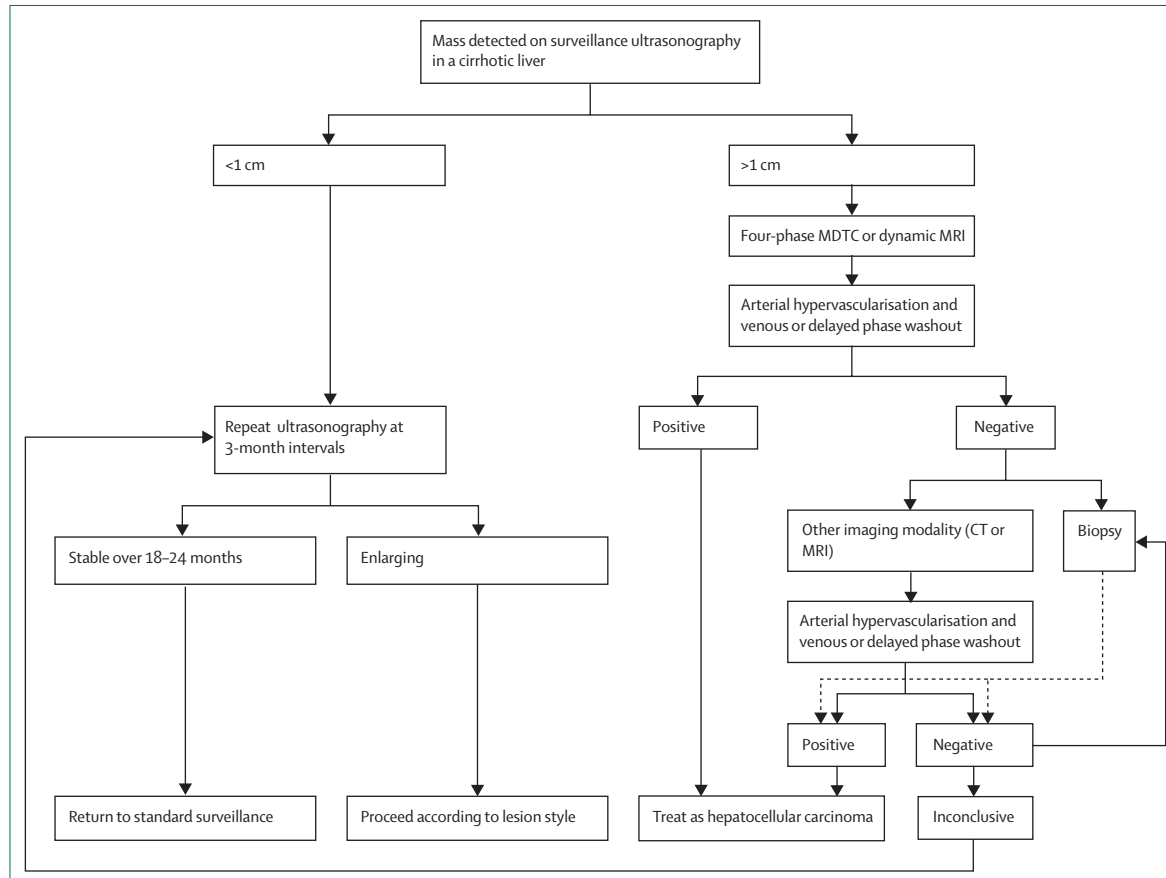 Mass detected on surveillance ultrasonography
in a cirrhotic liver
<1 cm
>1 cm
Four-phase MDTC or dynamic MRI
Arterial hypervascularisation and
venous or delayed phase washout
Repeat ultrasonography at
3-month intervals
Positive
Negative
Stable over 18–24 months
Enlarging
Other imaging modality (CT or
MRI)
Biopsy
Arterial hypervascularisation and
venous or delayed phase washout
Positive
Negative
Return to standard surveillance
Proceed according to lesion style
Treat as hepatocellular carcinoma
Inconclusive